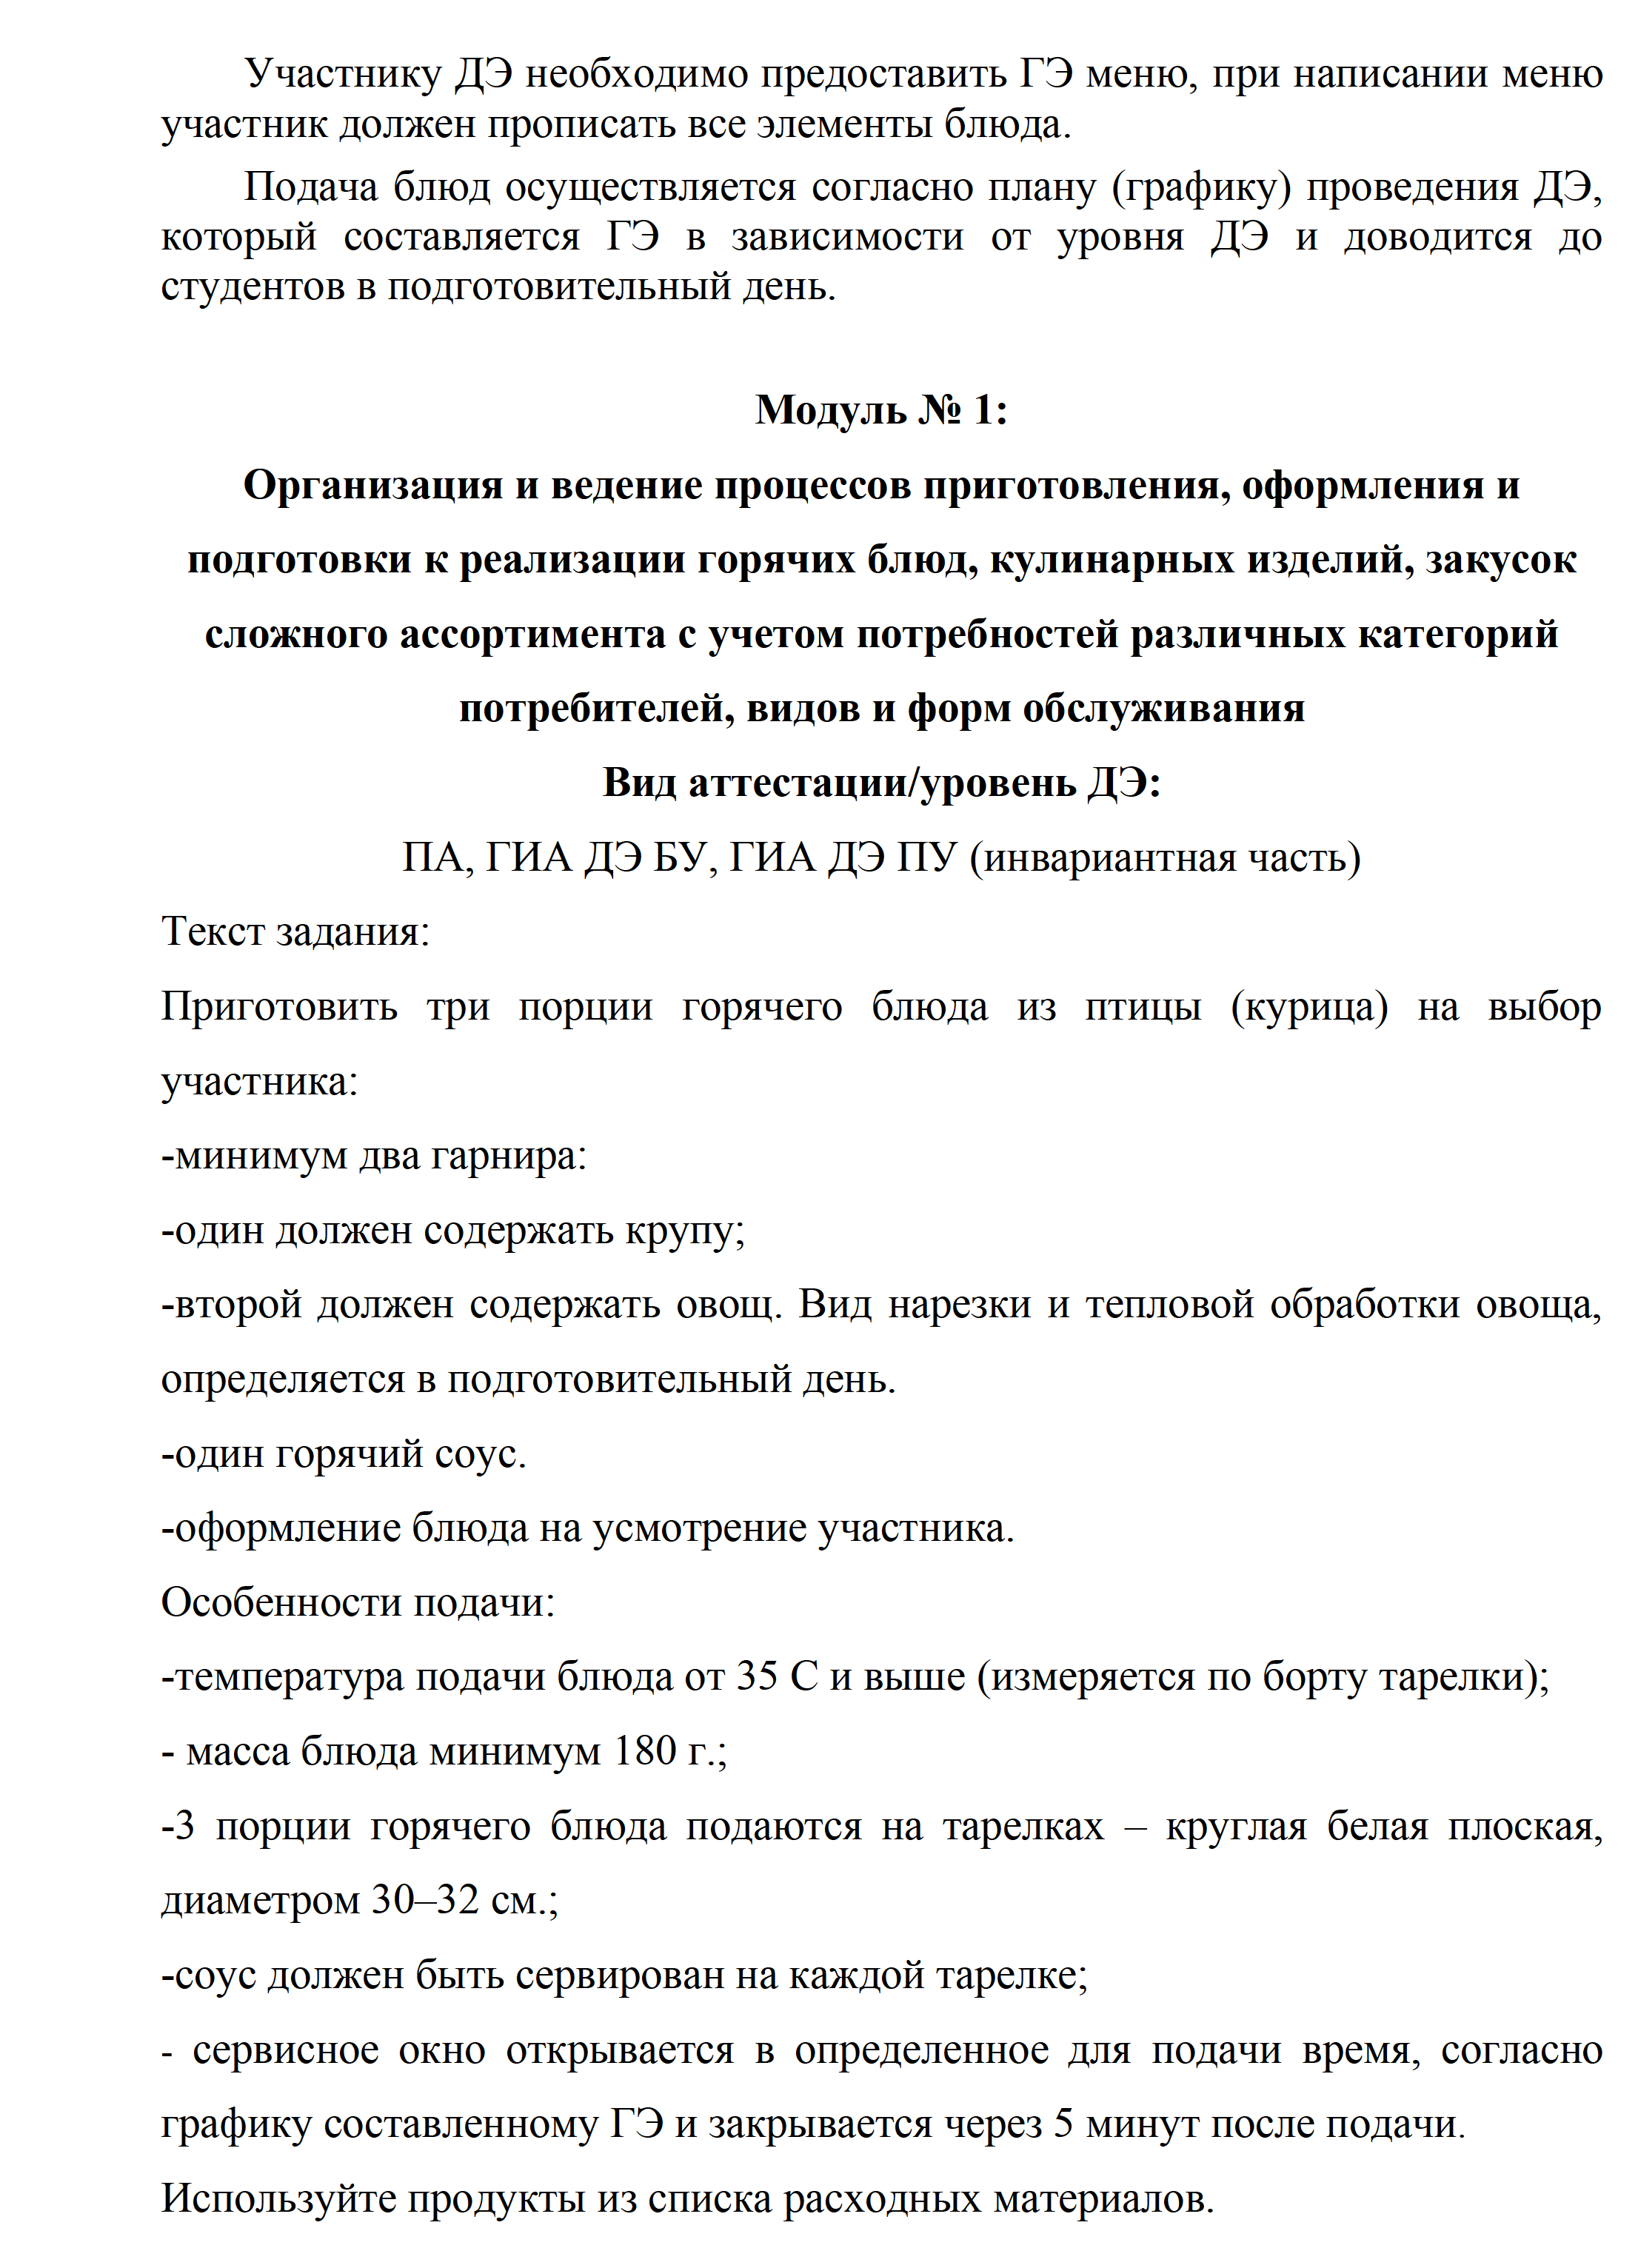 Участнику ДЭ необходимо предоставить ГЭ меню, при написании меню
участник должен прописать все элементы блюда.
Подача блюд осуществляется согласно плану (графику) проведения ДЭ,
который составляется ГЭ в зависимости от уровня ДЭ и доводится до
студентов в подготовительный день.
Модуль № 1:
Организация и ведение процессов приготовления, оформления и
подготовки к реализации горячих блюд, кулинарных изделий, закусок
сложного ассортимента с учетом потребностей различных категорий
потребителей, видов и форм обслуживания
Вид аттестации/уровень ДЭ:
ПА, ГИА ДЭ БУ, ГИА ДЭ ПУ (инвариантная часть)
Текст задания:
Приготовить три порции горячего блюда из птицы (курица) на выбор
участника:
-минимум два гарнира:
-один должен содержать крупу;
-второй должен содержать овощ. Вид нарезки и тепловой обработки овоща,
определяется в подготовительный день.
-один горячий соус.
-оформление блюда на усмотрение участника.
Особенности подачи:
-температура подачи блюда от 35 С и выше (измеряется по борту тарелки);
- масса блюда минимум 180 г.;
-3 порции горячего блюда подаются на тарелках – круглая белая плоская,
диаметром 30–32 см.;
-соус должен быть сервирован на каждой тарелке;
- сервисное окно открывается в определенное для подачи время, согласно
графику составленному ГЭ и закрывается через 5 минут после подачи.
Используйте продукты из списка расходных материалов.